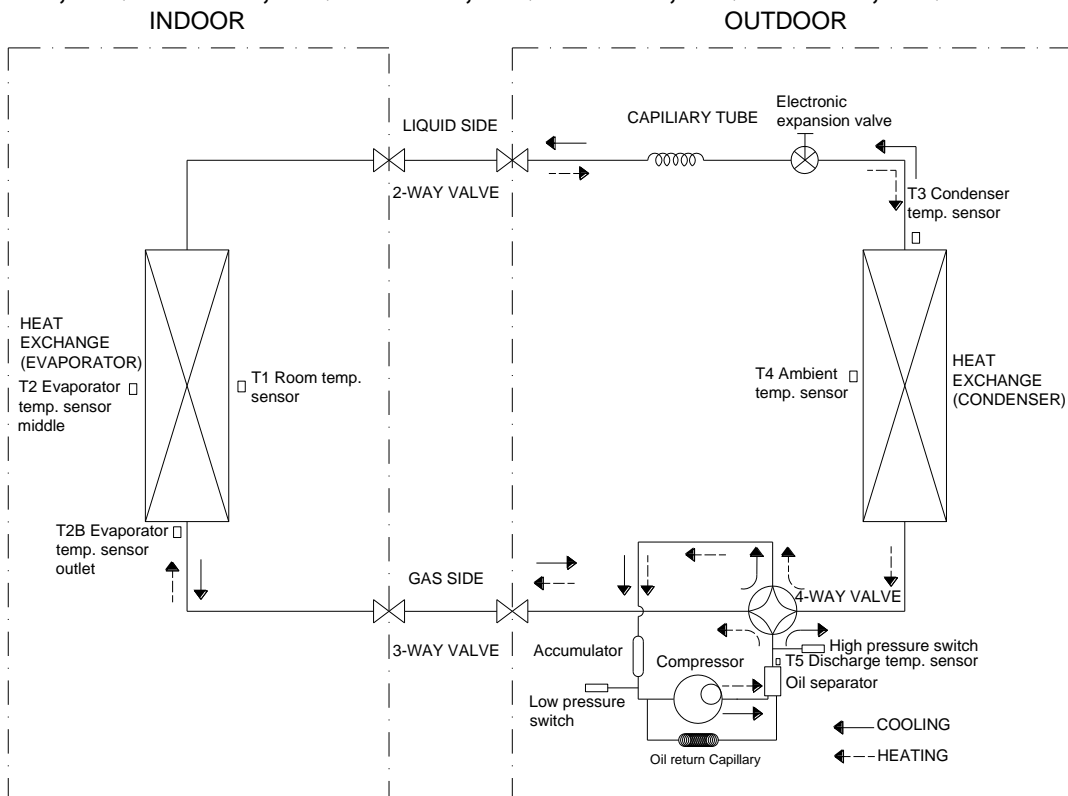 INDOOR
OUTDOOR
Electronic
expansion valve
CAPILIARY TUBE
LIQUID SIDE
2-WAY VALVE
T3 Condenser
temp. sensor
HEAT
EXCHANGE
(EVAPORATOR)
T2 Evaporator
temp. sensor
middle
T1 Room temp.
sensor
T4 Ambient
temp. sensor
HEAT
EXCHANGE
(CONDENSER)
T2B Evaporator
temp. sensor
outlet
GAS SIDE
3-WAY VALVE
4-WAY VALVE
Accumulator
Compressor
High pressure switch
T5 Discharge temp. sensor
Oil separator
Low pressure
switch
Oil return Capillary
COOLING
HEATING